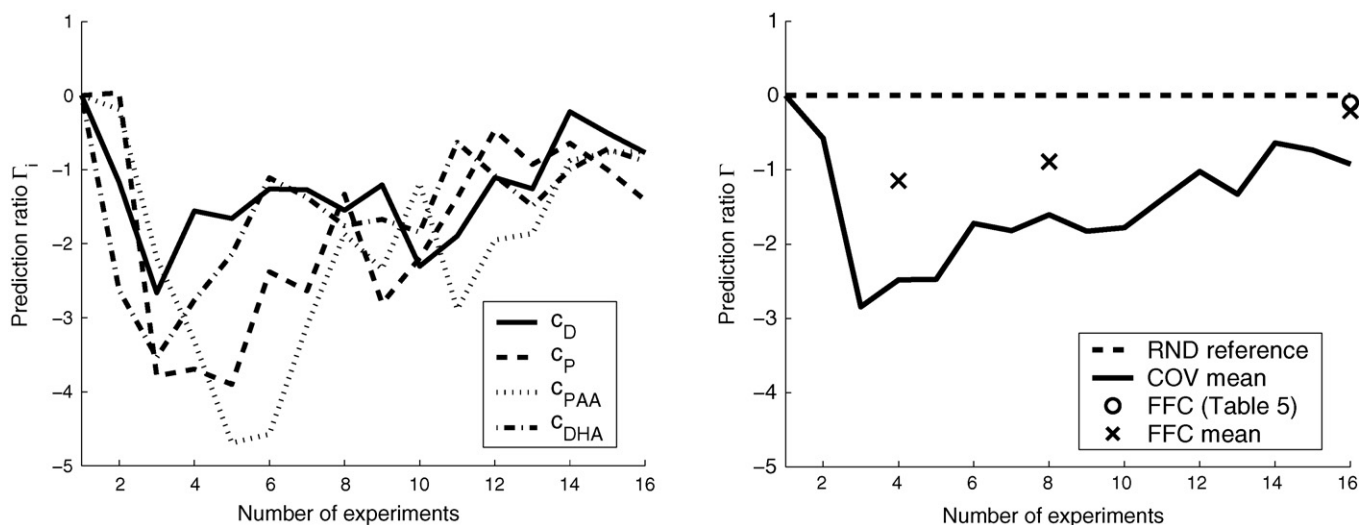 1
0
−1
−2
−3
−4
−5
Prediction ratio Γi
2 4 6 8 10 12 14 16
Number of experiments
cD
cP
cPAA
cDHA
1
0
−1
−2
−3
−4
−5
Prediction ratio Γ
2 4 6 8 10 12 14 16
Number of experiments
RND reference
COV mean
FFC (Table 5)
FFC mean